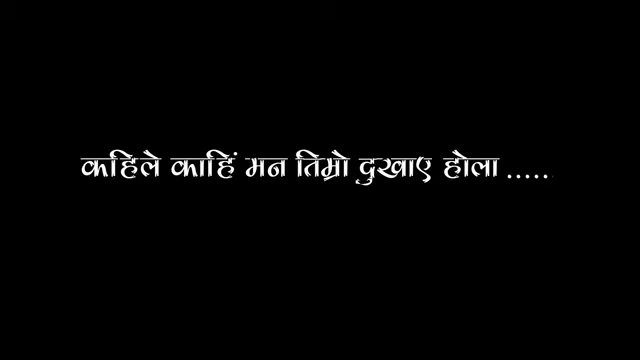 कहिले काहिं मन तिम्रो दुखाए होला .....